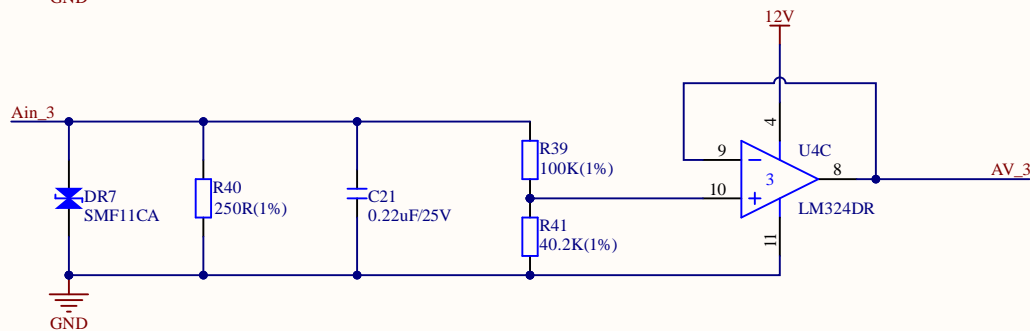 GND
12V
Ain_3
DR7
SMF11CA
R40
250R(1%)
C21
0.22uF/25V
R39
100K(1%)
R41
40.2K(1%)
9
10
4
3
11
8
U4C
LM324DR
AV_3
GND